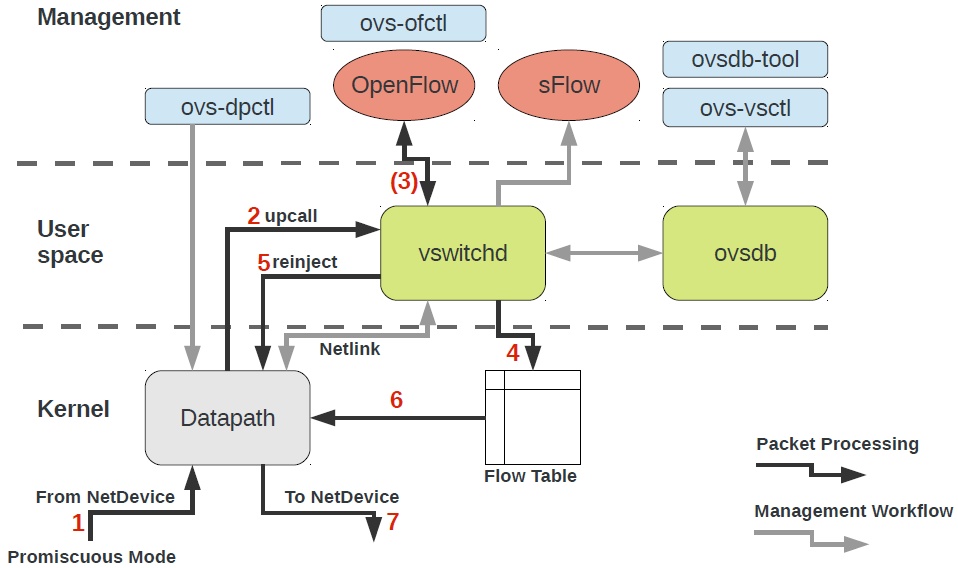 Management
ovs-ofctl
OpenFlow
sFlow
ovsdb-tool
ovs-dpctl
ovs-vsctl
(3)
User
space
2 upcall
5 reinject
vswitchd
ovsdb
Netlink
4
Kernel
Datapath
6
Flow Table
From NetDevice
1
Promiscuous Mode
To NetDevice
7
Packet Processing
Management Workflow